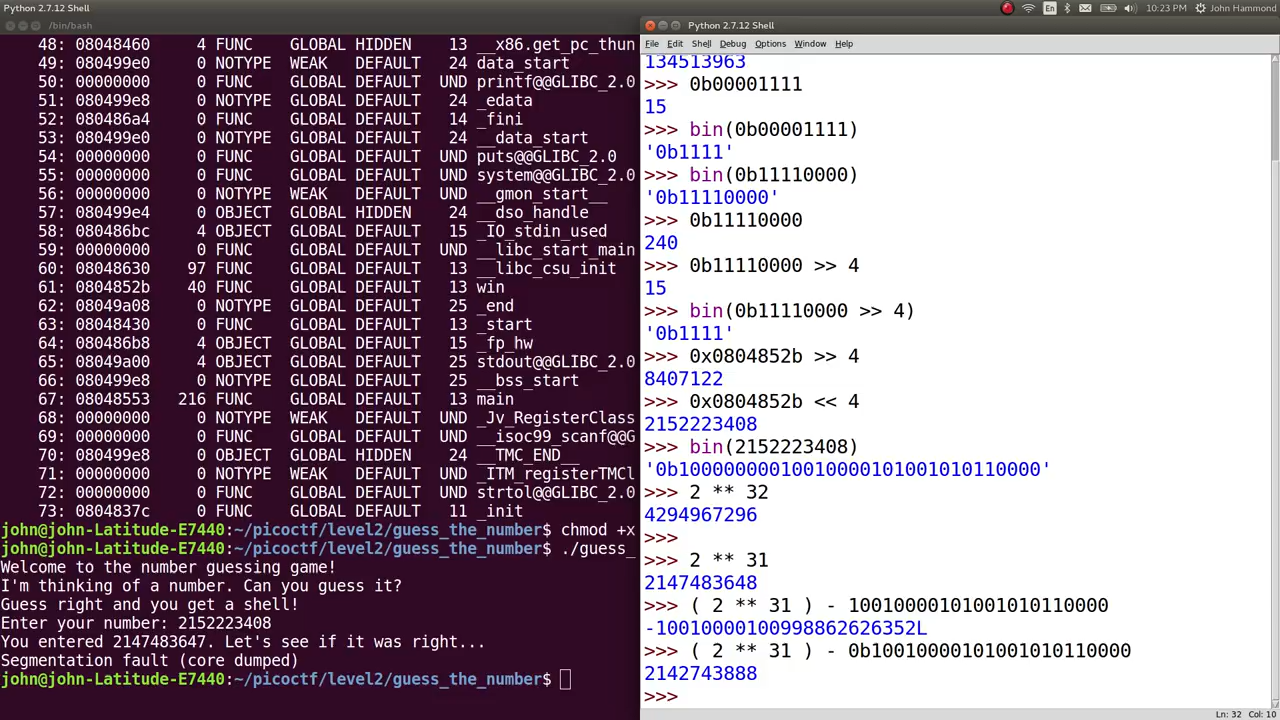 Python 2.7.12 Shell
En
10:23 PM
John Hammond
/bin/bash
48: 08048460 4 FUNC GLOBAL HIDDEN 13 __x86.get_pc_thun
49: 080499e0 0 NOTYPE WEAK DEFAULT 24 data_start
50: 00000000 0 FUNC GLOBAL DEFAULT UND printf@@GLIBC_2.0
51: 080499e8 0 NOTYPE GLOBAL DEFAULT 24 _edata
52: 080486a4 0 FUNC GLOBAL DEFAULT 14 _fini
53: 080499e0 0 NOTYPE GLOBAL DEFAULT 24 __data_start
54: 00000000 0 FUNC GLOBAL DEFAULT UND puts@@GLIBC_2.0
55: 00000000 0 FUNC GLOBAL DEFAULT UND system@@GLIBC_2.0
56: 00000000 0 NOTYPE WEAK DEFAULT UND __gmon_start__
57: 080499e4 0 OBJECT GLOBAL HIDDEN 24 __dso_handle
58: 080486bc 4 OBJECT GLOBAL DEFAULT 15 _IO_stdin_used
59: 00000000 0 FUNC GLOBAL DEFAULT UND __libc_start_main
60: 08048630 97 FUNC GLOBAL DEFAULT 13 __libc_csu_init
61: 0804852b 40 FUNC GLOBAL DEFAULT 13 win
62: 08049a08 0 NOTYPE GLOBAL DEFAULT 25 _end
63: 08048430 0 FUNC GLOBAL DEFAULT 13 _start
64: 080486b8 4 OBJECT GLOBAL DEFAULT 15 _fp_hw
65: 08049a00 4 OBJECT GLOBAL DEFAULT 25 stdout@@GLIBC_2.0
66: 080499e8 0 NOTYPE GLOBAL DEFAULT 25 __bss_start
67: 08048553 216 FUNC GLOBAL DEFAULT 13 main
68: 00000000 0 NOTYPE WEAK DEFAULT UND _Jv_RegisterClass
69: 00000000 0 FUNC GLOBAL DEFAULT UND __isoc99_scanf@@G
70: 080499e8 0 OBJECT GLOBAL HIDDEN 24 __TMC_END__
71: 00000000 0 NOTYPE WEAK DEFAULT UND _ITM_registerTMCl
72: 00000000 0 FUNC GLOBAL DEFAULT UND strtol@@GLIBC_2.0
73: 0804837c 0 FUNC GLOBAL DEFAULT 11 _init
john@john-Latitude-E7440:~/picoctf/level2/guess_the_number$ chmod +x
john@john-Latitude-E7440:~/picoctf/level2/guess_the_number$ ./guess_
Welcome to the number guessing game!
I'm thinking of a number. Can you guess it?
Guess right and you get a shell!
Enter your number: 2152223408
You entered 2147483647. Let's see if it was right...
Segmentation fault (core dumped)
john@john-Latitude-E7440:~/picoctf/level2/guess_the_number$
Python 2.7.12 Shell
File Edit Shell Debug Options Window Help
134513963
>>> 0b00001111
15
>>> bin(0b00001111)
'0b1111'
>>> bin(0b11110000)
'0b11110000'
>>> 0b11110000
240
>>> 0b11110000 >> 4
15
>>> bin(0b11110000 >> 4)
'0b1111'
>>> 0x0804852b >> 4
8407122
>>> 0x0804852b << 4
2152223408
>>> bin(2152223408)
'0b10000000010010000101001010110000'
>>> 2 ** 32
4294967296
>>>
>>> 2 ** 31
2147483648
>>> ( 2 ** 31 ) - 10010000101001010110000
-10010000100998862626352L
>>> ( 2 ** 31 ) - 0b10010000101001010110000
2142743888
>>>
Ln: 32 Col: 10